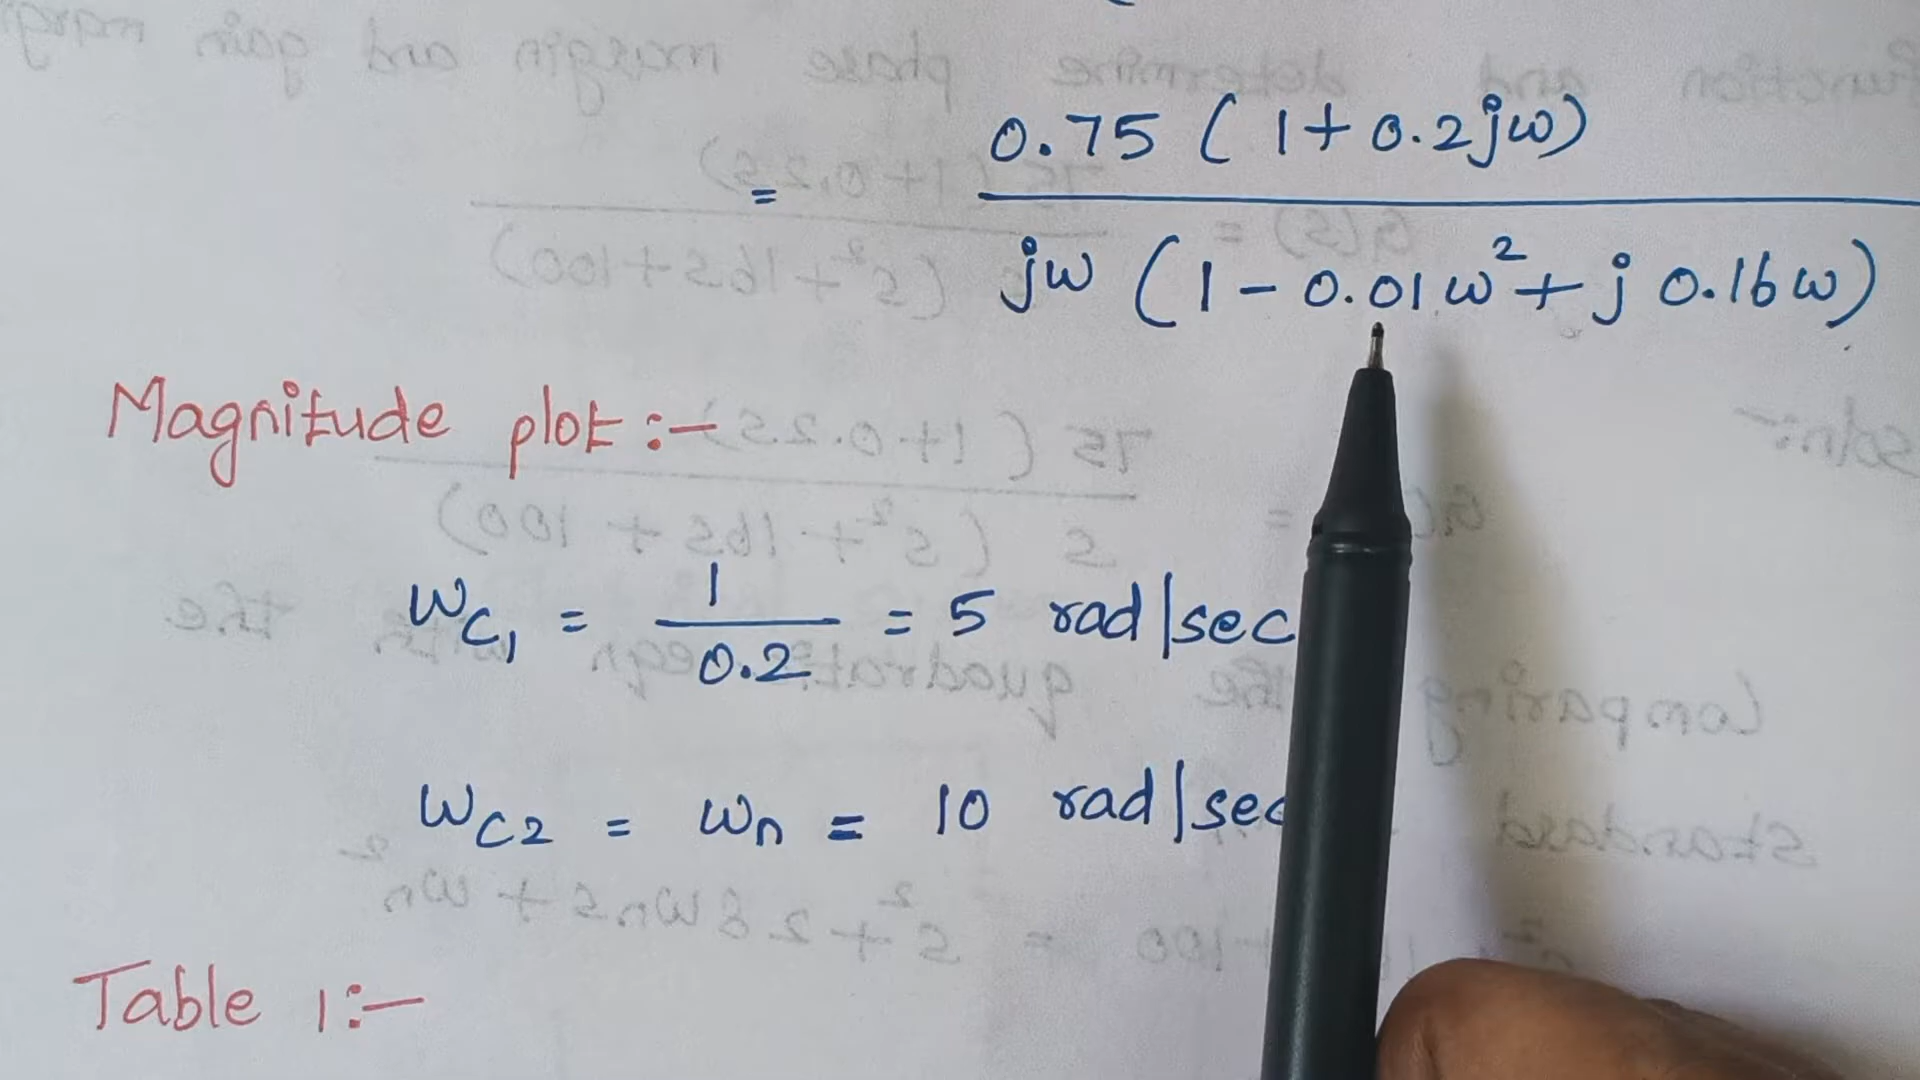 = 0.75 (1+0.2jω) / jω (1-0.01ω²+j 0.16ω)
Magnitude plot:-
ωc₁ = 1/0.2 = 5 rad/sec
ωc2 = ωn = 10 rad/sec
Table 1:-